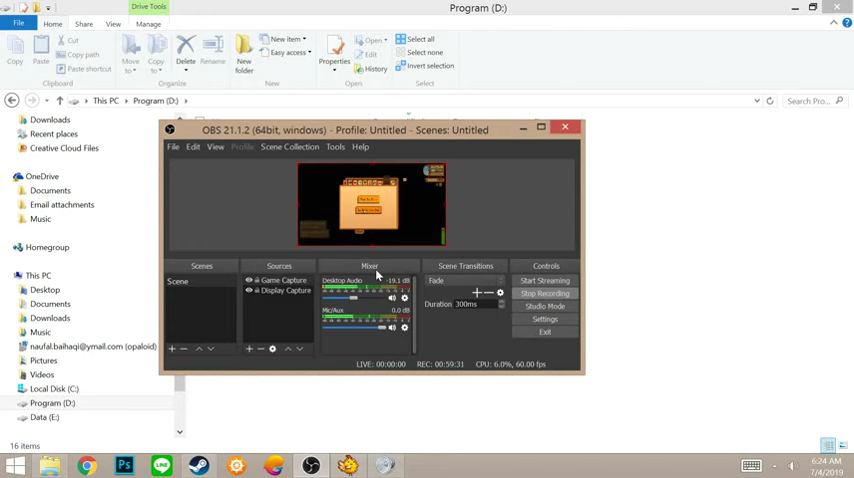 Drive Tools
Program (D:)
File
Home
Share
View
Manage
Copy
Paste
Cut
Copy path
Paste shortcut
Clipboard
Move to
Copy to
Delete
Rename
Organize
New folder
New item
Easy access
New
Properties
Open
Edit
History
Open
Select all
Select none
Invert selection
Select
This PC
Program (D:)
Search Pro...
Downloads
Recent places
Creative Cloud Files
OneDrive
Documents
Email attachments
Music
Homegroup
This PC
Desktop
Documents
Downloads
Music
naufal.baihaqi@ymail.com (opaloid)
Pictures
Videos
Local Disk (C:)
Program (D:)
Data (E:)
16 items
OBS 21.1.2 (64bit, windows) - Profile: Untitled - Scenes: Untitled
File
Edit
View
Profile
Scene Collection
Tools
Help
Scenes
Sources
Mixer
Scene Transitions
Controls
Scene
Game Capture
Display Capture
Desktop Audio
-19.1 dB
Mic/Aux
0.0 dB
Fade
Duration
300ms
Start Streaming
Stop Recording
Studio Mode
Settings
Exit
LIVE: 00:00:00
REC: 00:59:31
CPU: 6.0%, 60.00 fps
Ps
LINE
6:24 AM
7/4/2019